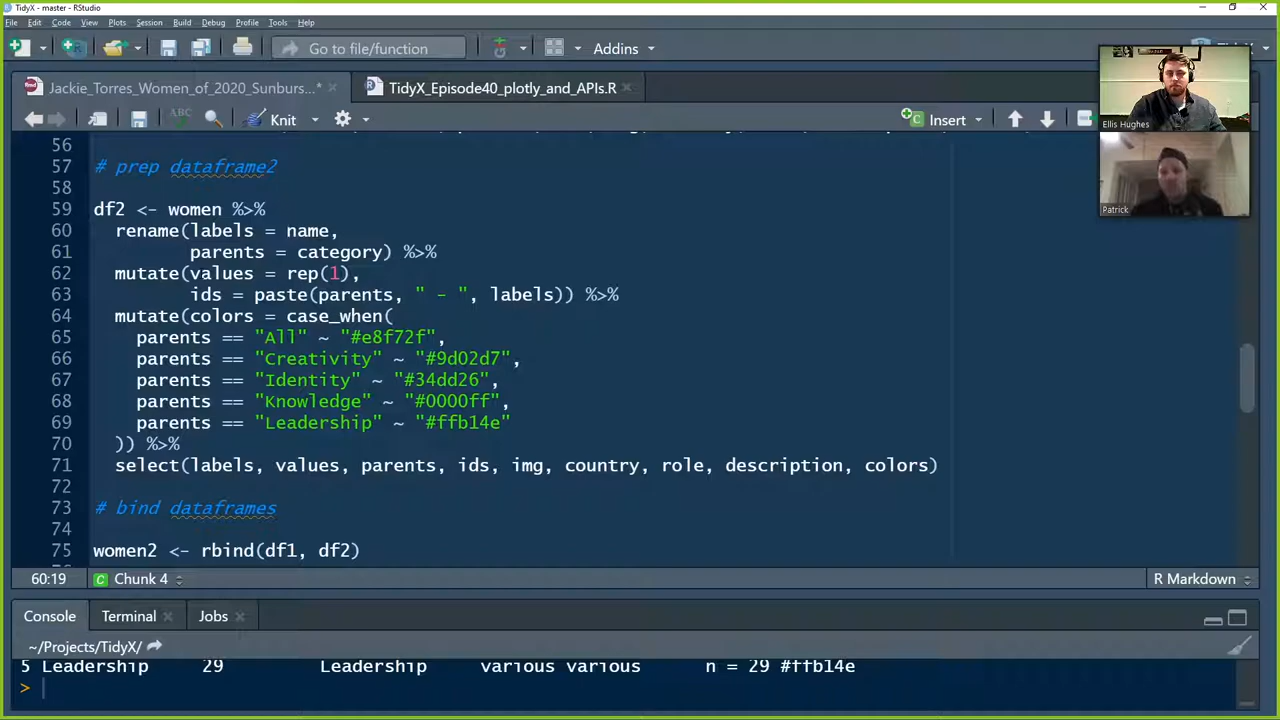 TidyX - master - RStudio
File Edit Code View Plots Session Build Debug Profile Tools Help
Go to file/function
Addins
Jackie_Torres_Women_of_2020_Sunburs...*
TidyX_Episode40_plotly_and_APIs.R
ABC
Knit
Insert
Ellis Hughes
Patrick
56
57 # prep dataframe2
58
59 df2 <- women %>%
60 rename(labels = name,
61 parents = category) %>%
62 mutate(values = rep(1),
63 ids = paste(parents, " - ", labels)) %>%
64 mutate(colors = case_when(
65 parents == "All" ~ "#e8f72f",
66 parents == "Creativity" ~ "#9d02d7",
67 parents == "Identity" ~ "#34dd26",
68 parents == "Knowledge" ~ "#0000ff",
69 parents == "Leadership" ~ "#ffb14e"
70 )) %>%
71 select(labels, values, parents, ids, img, country, role, description, colors)
72
73 # bind dataframes
74
75 women2 <- rbind(df1, df2)
60:19 Chunk 4 R Markdown
Console Terminal Jobs
~/Projects/TidyX/
5 Leadership 29 Leadership various various n = 29 #ffb14e
>